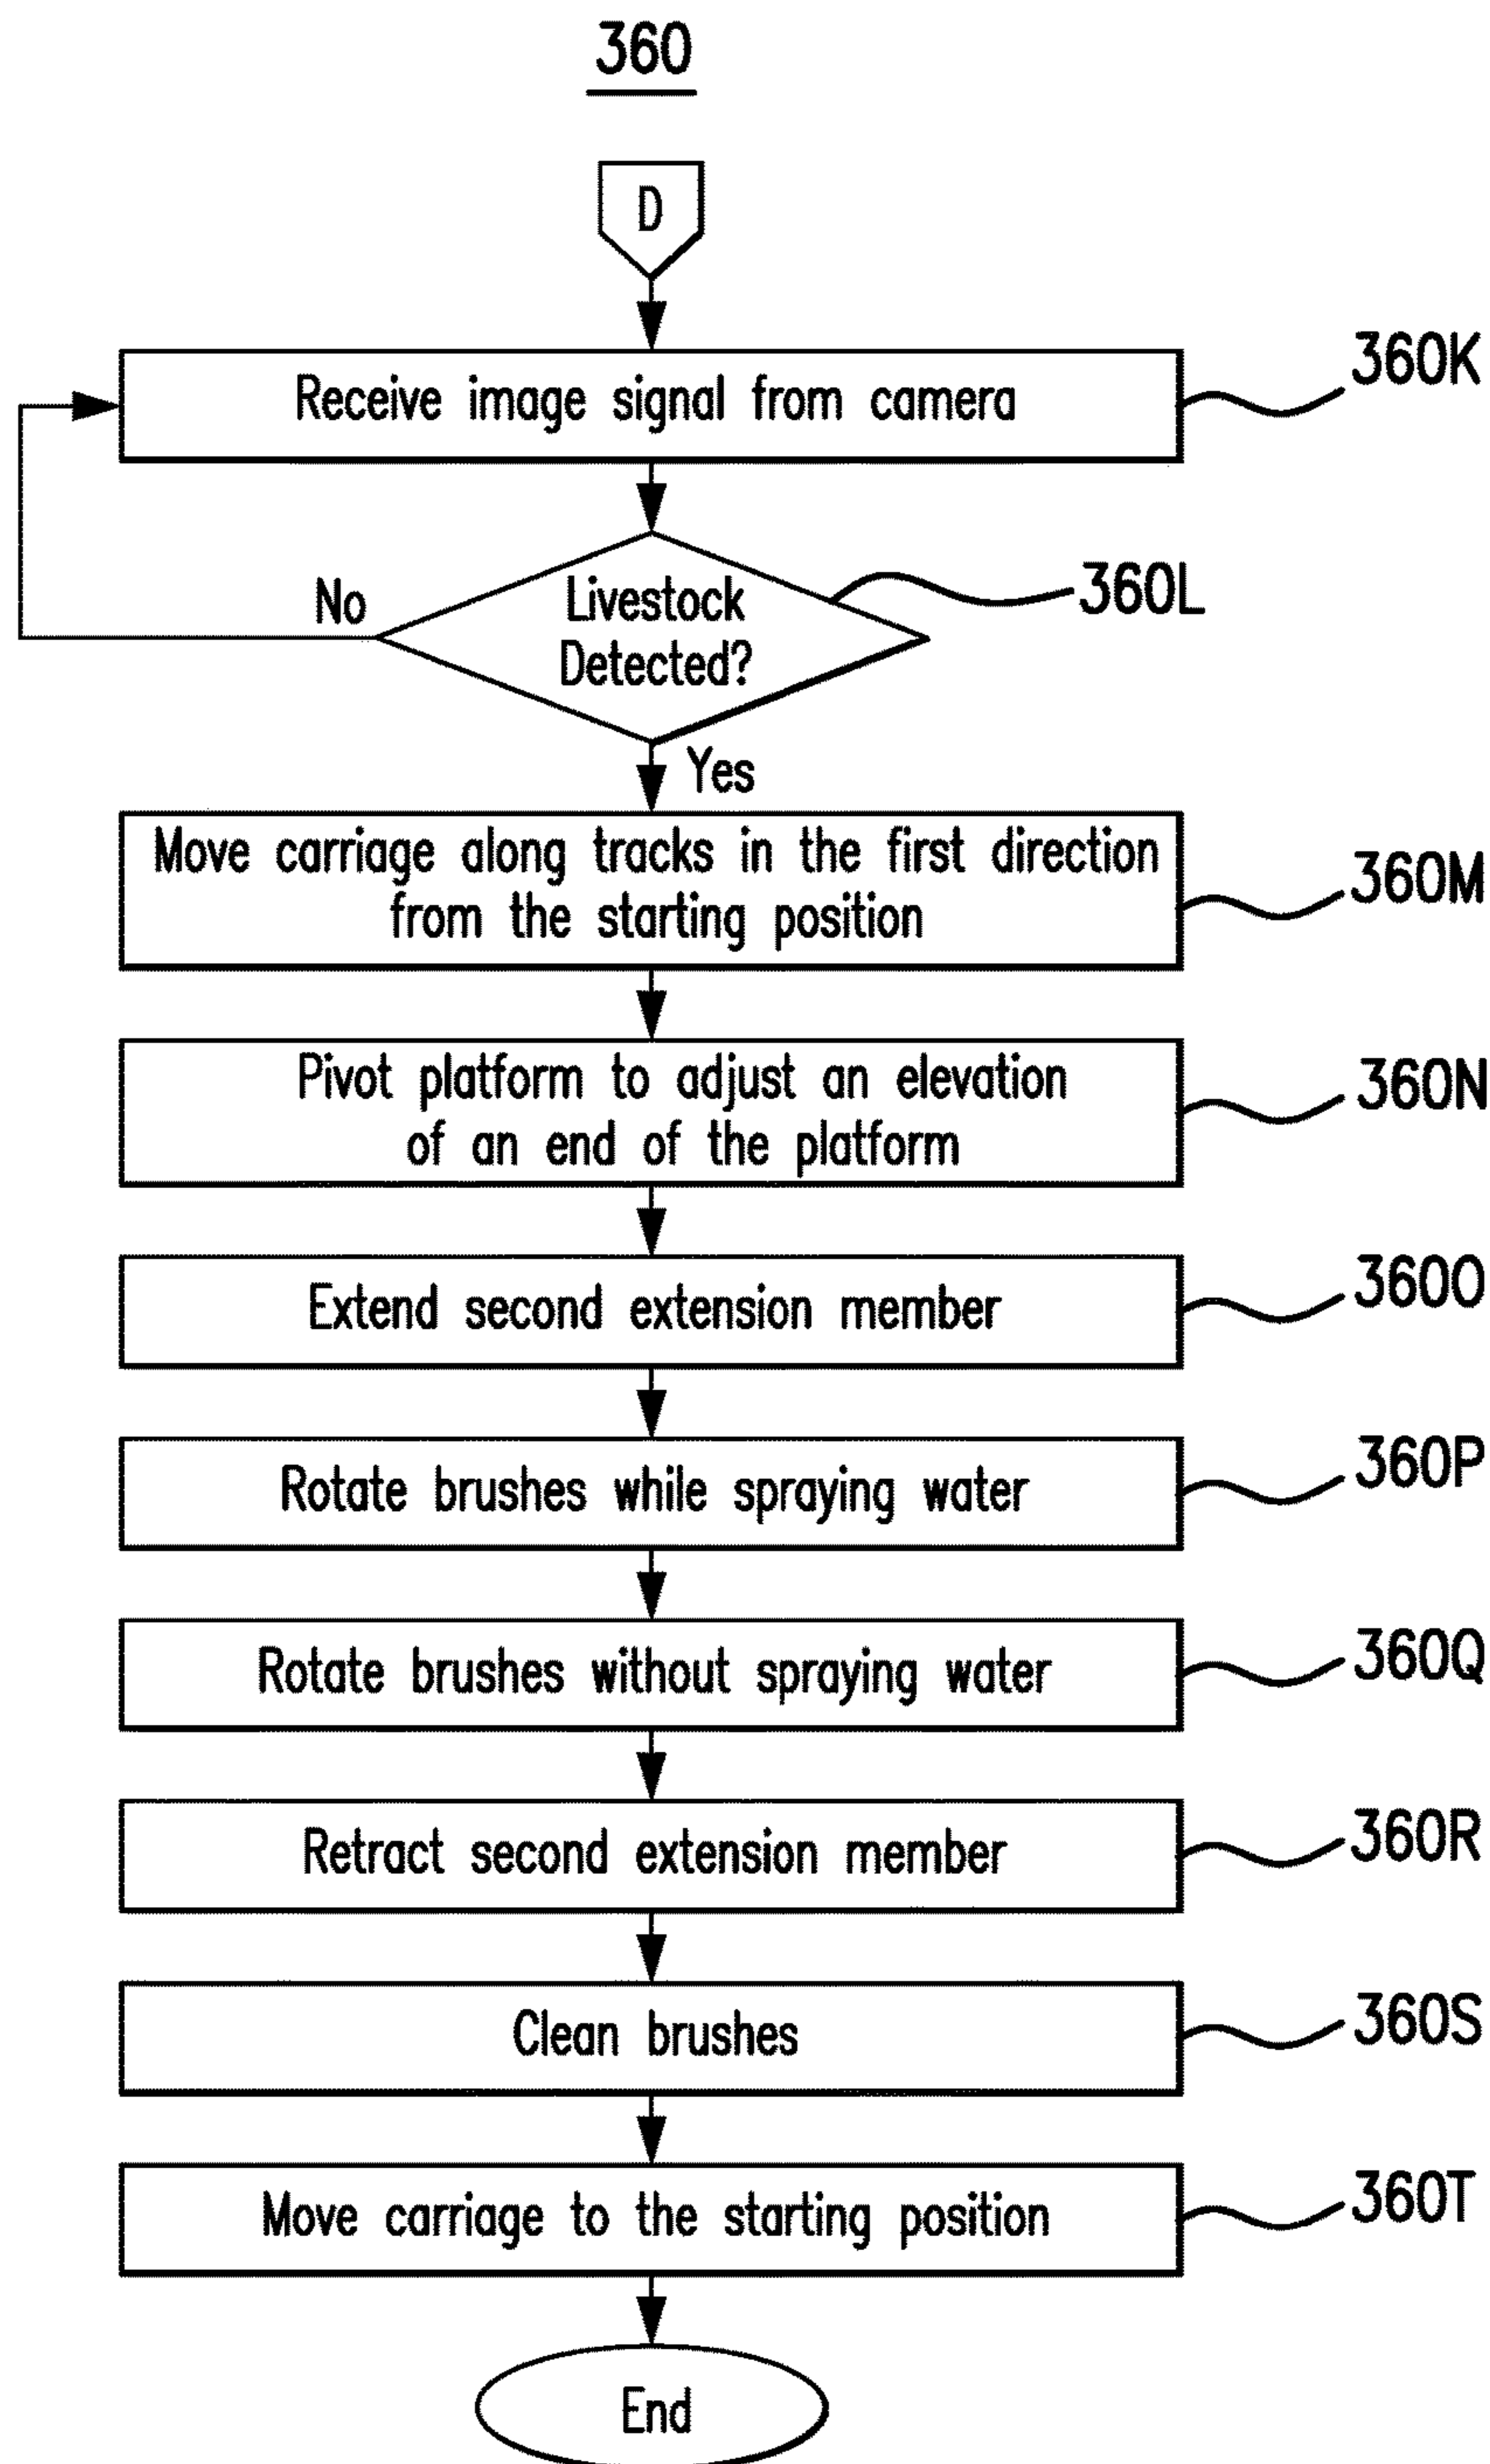 360
D
Receive image signal from camera
360K
Livestock
Detected?
360L
No
Yes
Move carriage along tracks in the first direction
from the starting position
360M
Pivot platform to adjust an elevation
of an end of the platform
360N
Extend second extension member
360O
Rotate brushes while spraying water
360P
Rotate brushes without spraying water
360Q
Retract second extension member
360R
Clean brushes
360S
Move carriage to the starting position
360T
End